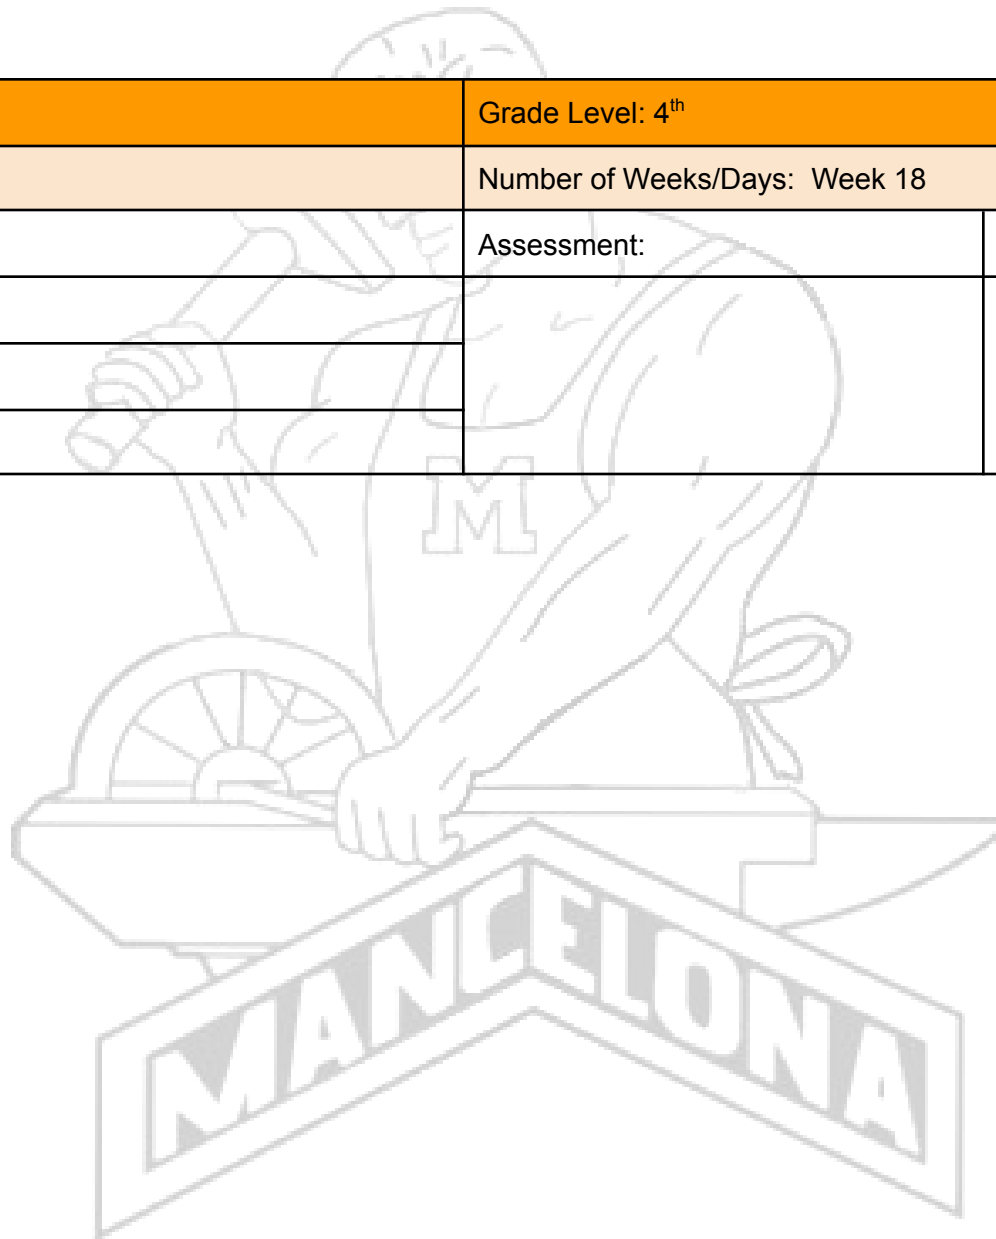 Grade Level: 4th
Number of Weeks/Days: Week 18
Assessment:
M
MANCELONA